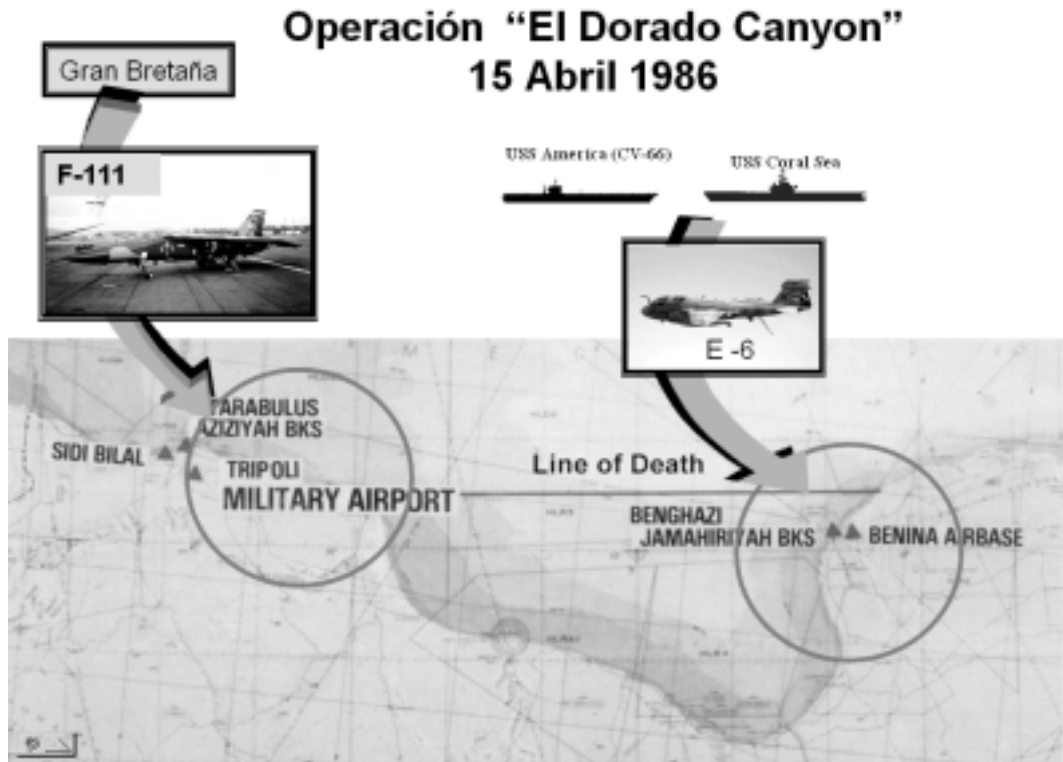 Operación “El Dorado Canyon”
15 Abril 1986
Gran Bretaña
F-111
USS America (CV-66)
USS Coral Sea
E -6
TARABULUS
AZIZIYAH BKS
SIDI BILAL
TRIPOLI
MILITARY AIRPORT
Line of Death
BENGHAZI
JAMAHIRIYAH BKS
BENINA AIRBASE